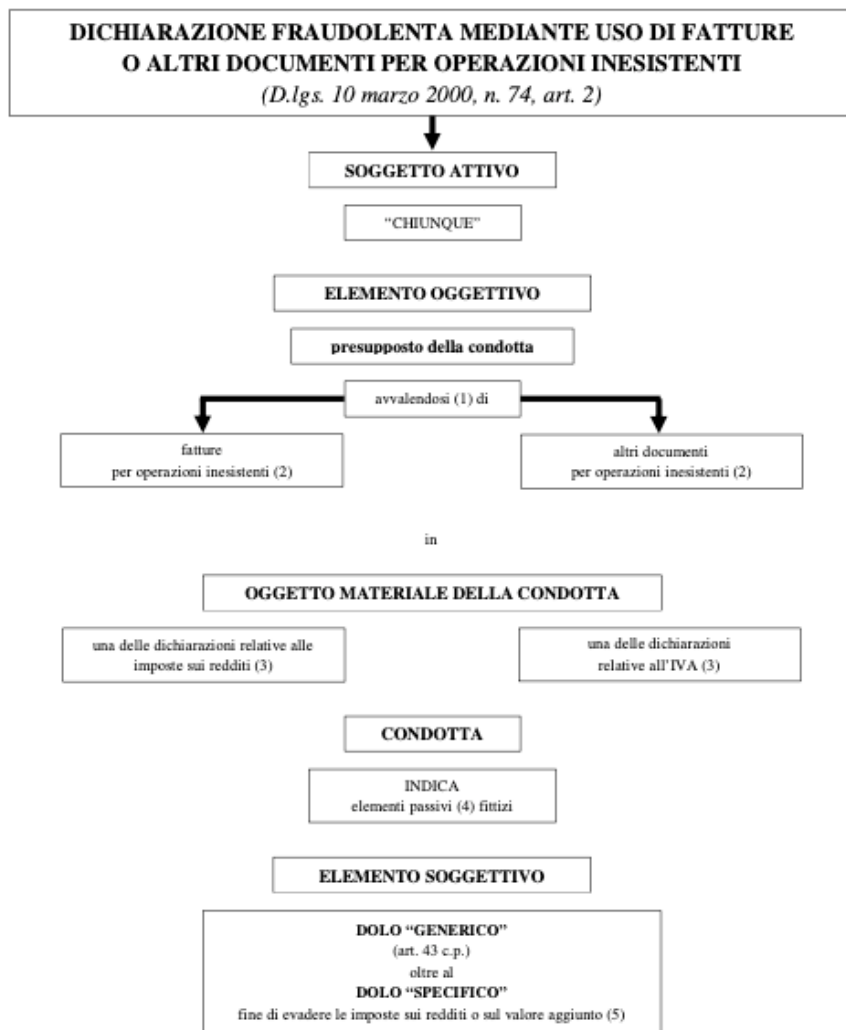 DICHIARAZIONE FRAUDOLENTA MEDIANTE USO DI FATTURE
O ALTRI DOCUMENTI PER OPERAZIONI INESISTENTI
(D.lgs. 10 marzo 2000, n. 74, art. 2)
SOGGETTO ATTIVO
“CHIUNQUE”
ELEMENTO OGGETTIVO
presupposto della condotta
avvalendosi (1) di
fatture
per operazioni inesistenti (2)
altri documenti
per operazioni inesistenti (2)
in
OGGETTO MATERIALE DELLA CONDOTTA
una delle dichiarazioni relative alle
imposte sui redditi (3)
una delle dichiarazioni
relative all’IVA (3)
CONDOTTA
INDICA
elementi passivi (4) fittizi
ELEMENTO SOGGETTIVO
DOLO “GENERICO”
(art. 43 c.p.)
oltre al
DOLO “SPECIFICO”
fine di evadere le imposte sui redditi o sul valore aggiunto (5)